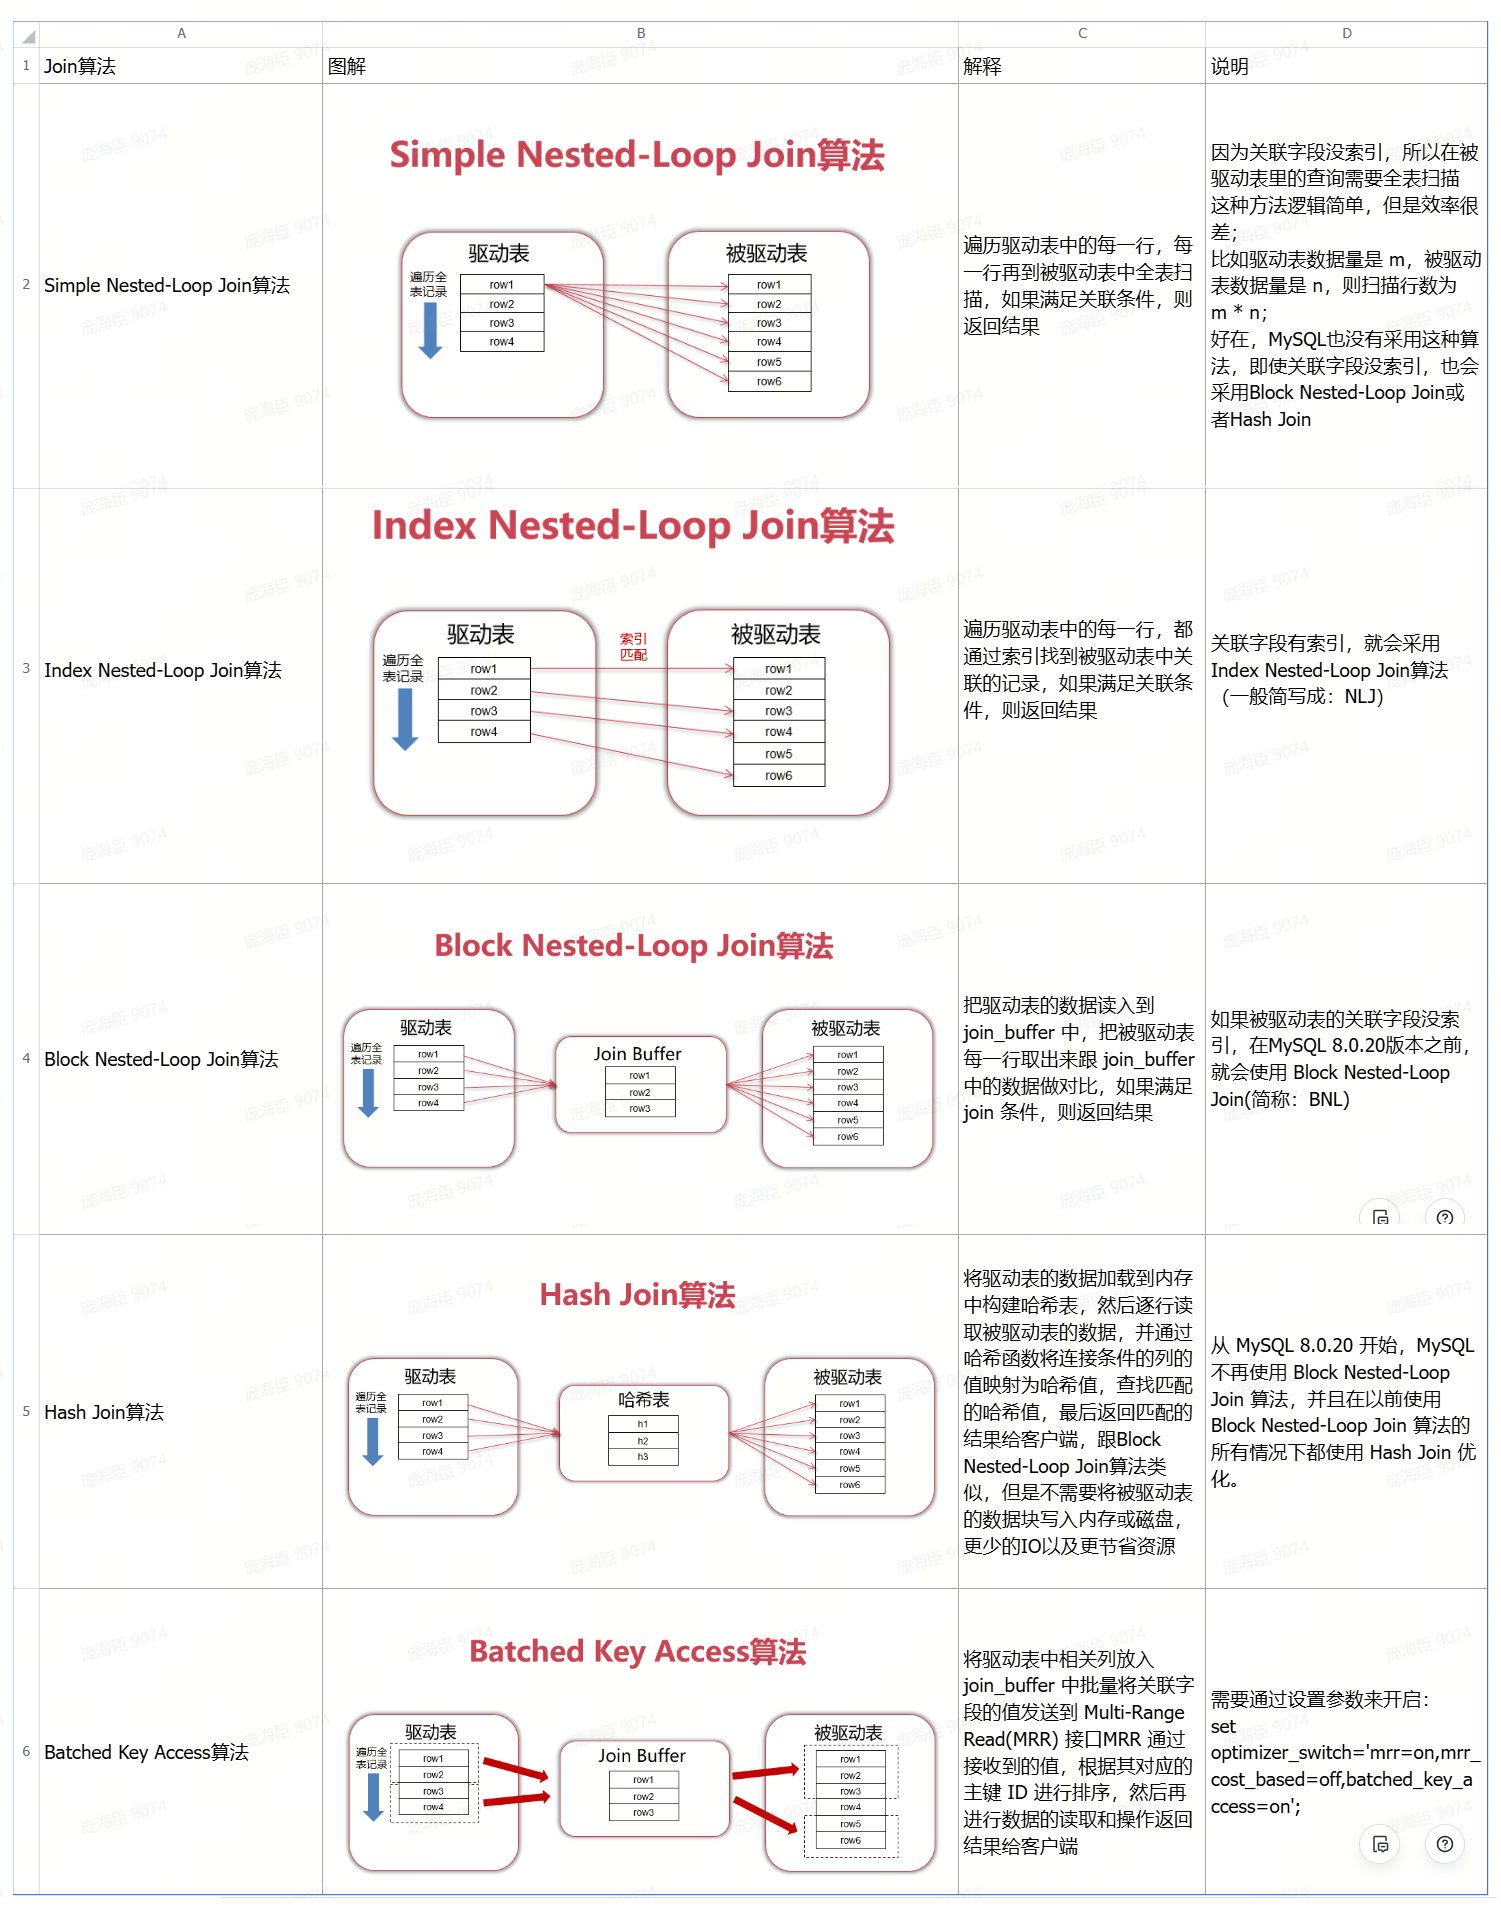 A
B
C
D
1
Join算法
图解
解释
说明
2
Simple Nested-Loop Join算法
Simple Nested-Loop Join算法
驱动表
遍历全
表记录
row1
row2
row3
row4
被驱动表
row1
row2
row3
row4
row5
row6
遍历驱动表中的每一行，每
一行再到被驱动表中全表扫
描，如果满足关联条件，则
返回结果
因为关联字段没索引，所以在被
驱动表里的查询需要全表扫描
这种方法逻辑简单，但是效率很
差；
比如驱动表数据量是 m，被驱动
表数据量是 n，则扫描行数为
m * n；
好在，MySQL也没有采用这种算
法，即使关联字段没索引，也会
采用Block Nested-Loop Join或
者Hash Join
3
Index Nested-Loop Join算法
Index Nested-Loop Join算法
驱动表
遍历全
表记录
row1
row2
row3
row4
索引
匹配
被驱动表
row1
row2
row3
row4
row5
row6
遍历驱动表中的每一行，都
通过索引找到被驱动表中关
联的记录，如果满足关联条
件，则返回结果
关联字段有索引，就会采用
Index Nested-Loop Join算法
（一般简写成：NLJ）
4
Block Nested-Loop Join算法
Block Nested-Loop Join算法
驱动表
遍历全
表记录
row1
row2
row3
row4
Join Buffer
row1
row2
row3
被驱动表
row1
row2
row3
row4
row5
row6
把驱动表的数据读入到
join_buffer 中，把被驱动表
每一行取出来跟 join_buffer
中的数据做对比，如果满足
join 条件，则返回结果
如果被驱动表的关联字段没索
引，在MySQL 8.0.20版本之前，
就会使用 Block Nested-Loop
Join(简称：BNL)
5
Hash Join算法
Hash Join算法
驱动表
遍历全
表记录
row1
row2
row3
row4
哈希表
h1
h2
h3
被驱动表
row1
row2
row3
row4
row5
row6
将驱动表的数据加载到内存
中构建哈希表，然后逐行读
取被驱动表的数据，并通过
哈希函数将连接条件的列的
值映射为哈希值，查找匹配
的哈希值，最后返回匹配的
结果给客户端，跟Block
Nested-Loop Join算法类
似，但是不需要将被驱动表
的数据块写入内存或磁盘，
更少的IO以及更节省资源
从 MySQL 8.0.20 开始，MySQL
不再使用 Block Nested-Loop
Join 算法，并且在以前使用
Block Nested-Loop Join 算法的
所有情况下都使用 Hash Join 优
化。
6
Batched Key Access算法
Batched Key Access算法
驱动表
遍历全
表记录
row1
row2
row3
row4
Join Buffer
row1
row2
row3
被驱动表
row1
row2
row3
row4
row5
row6
将驱动表中相关列放入
join_buffer 中批量将关联字
段的值发送到 Multi-Range
Read(MRR) 接口MRR 通过
接收到的值，根据其对应的
主键 ID 进行排序，然后再
进行数据的读取和操作返回
结果给客户端
需要通过设置参数来开启：
set
optimizer_switch='mrr=on,mrr_
cost_based=off,batched_key_a
ccess=on';
庞海臣 9074